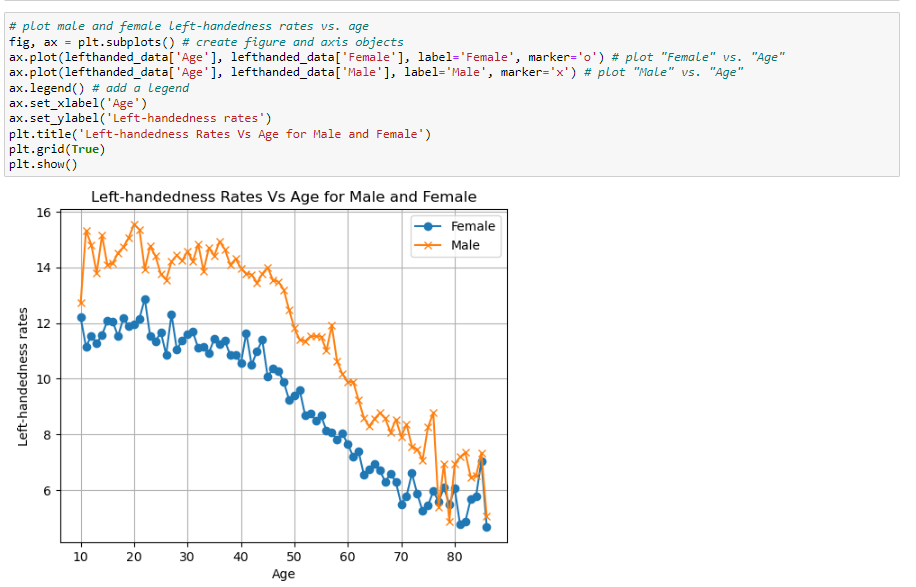 # plot male and female left-handedness rates vs. age
fig, ax = plt.subplots() # create figure and axis objects
ax.plot(lefthanded_data['Age'], lefthanded_data['Female'], label='Female', marker='o') # plot "Female" vs. "Age"
ax.plot(lefthanded_data['Age'], lefthanded_data['Male'], label='Male', marker='x') # plot "Male" vs. "Age"
ax.legend() # add a legend
ax.set_xlabel('Age')
ax.set_ylabel('Left-handedness rates')
plt.title('Left-handedness Rates Vs Age for Male and Female')
plt.grid(True)
plt.show()
Left-handedness Rates Vs Age for Male and Female
Female
Male
Left-handedness rates
16
14
12
10
8
6
10 20 30 40 50 60 70 80
Age